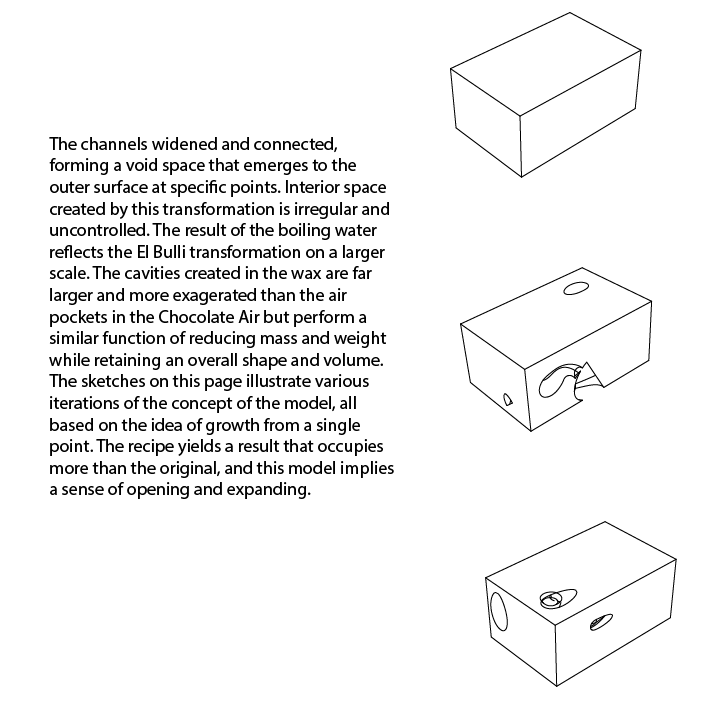 The channels widened and connected,
forming a void space that emerges to the
outer surface at specific points. Interior space
created by this transformation is irregular and
uncontrolled. The result of the boiling water
reflects the El Bulli transformation on a larger
scale. The cavities created in the wax are far
larger and more exagerated than the air
pockets in the Chocolate Air but perform a
similar function of reducing mass and weight
while retaining an overall shape and volume.
The sketches on this page illustrate various
iterations of the concept of the model, all
based on the idea of growth from a single
point. The recipe yields a result that occupies
more than the original, and this model implies
a sense of opening and expanding.